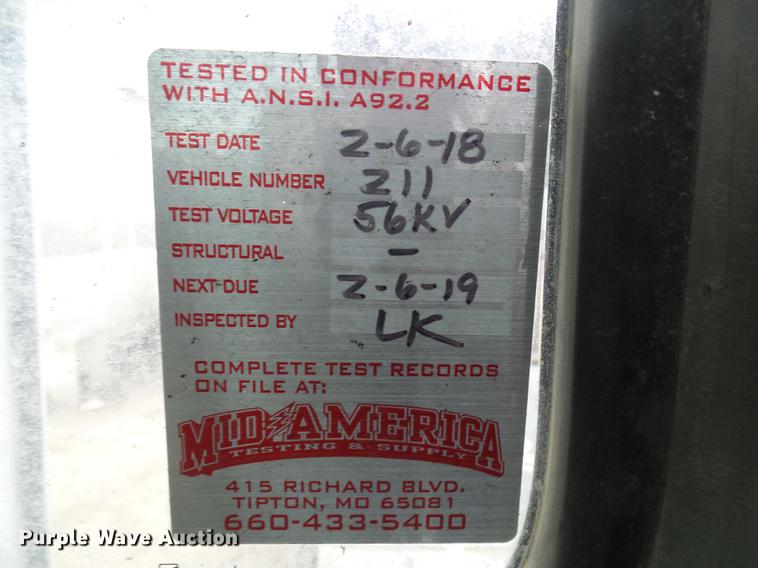 TESTED IN CONFORMANCE
WITH A.N.S.I. A92.2
TEST DATE 2-6-18
VEHICLE NUMBER 211
TEST VOLTAGE 56KV
STRUCTURAL -
NEXT-DUE 2-6-19
INSPECTED BY LK
COMPLETE TEST RECORDS
ON FILE AT:
MID AMERICA
TESTING & SUPPLY
415 RICHARD BLVD.
TIPTON, MO 65081
660-433-5400
Purple Wave Auction